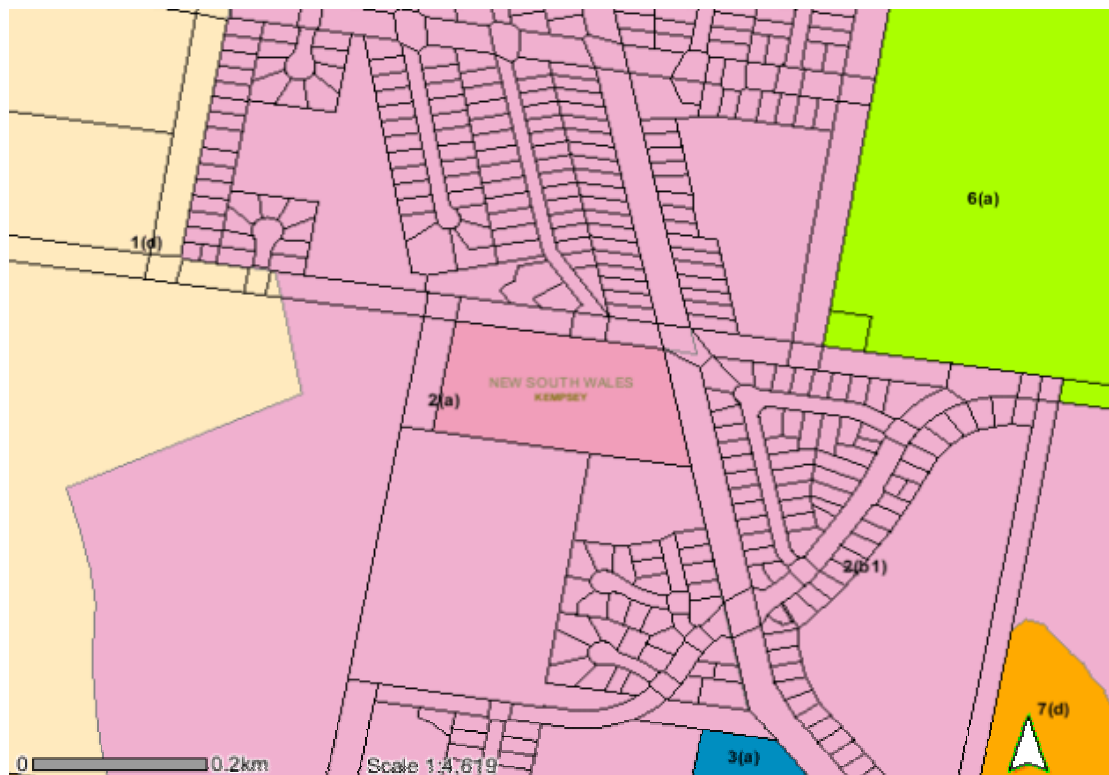 6(a)
1(d)
NEW SOUTH WALES
KEMPSEY
2(a)
2(b1)
7(d)
3(a)
0 0.2km Scale 1:4,619